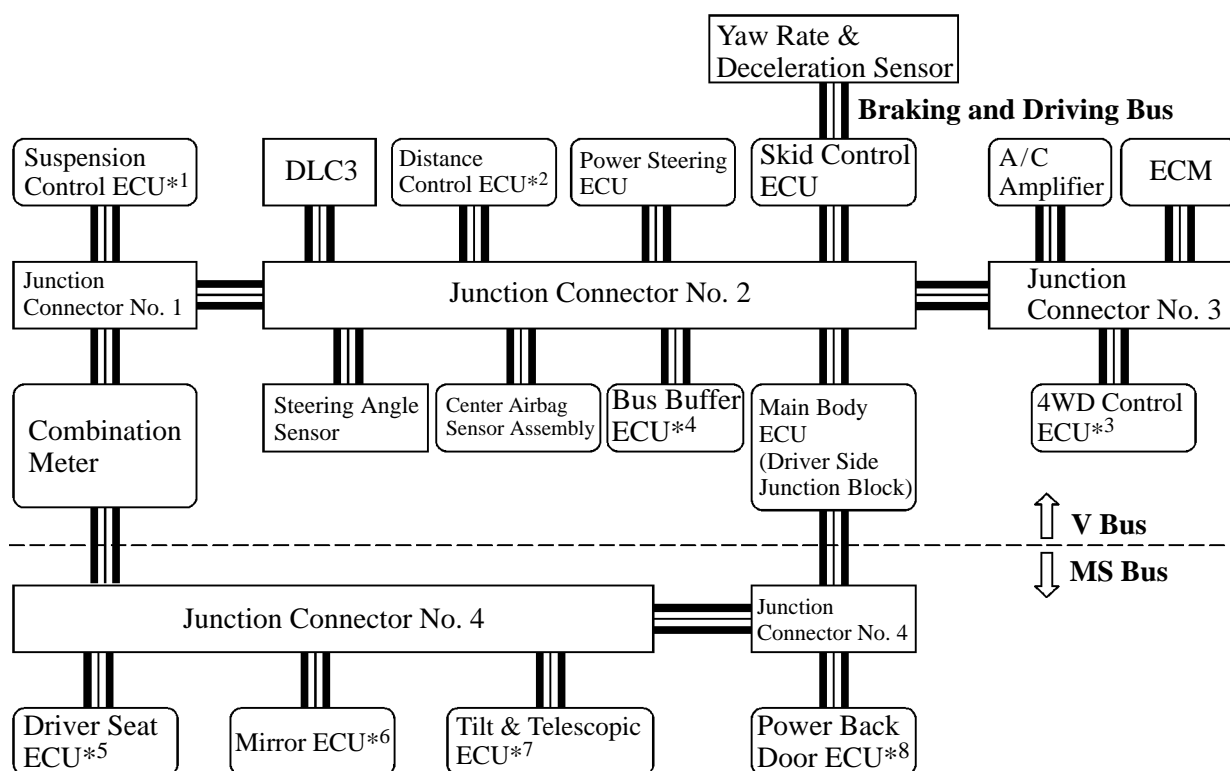 Yaw Rate &
Deceleration Sensor
Braking and Driving Bus
Suspension
Control ECU*1
DLC3
Distance
Control ECU*2
Power Steering
ECU
Skid Control
ECU
A/C
Amplifier
ECM
Junction
Connector No. 1
Junction Connector No. 2
Junction
Connector No. 3
Combination
Meter
Steering Angle
Sensor
Center Airbag
Sensor Assembly
Bus Buffer
ECU*4
Main Body
ECU
(Driver Side
Junction Block)
4WD Control
ECU*3
V Bus
MS Bus
Junction Connector No. 4
Junction
Connector No. 4
Driver Seat
ECU*5
Mirror ECU*6
Tilt & Telescopic
ECU*7
Power Back
Door ECU*8